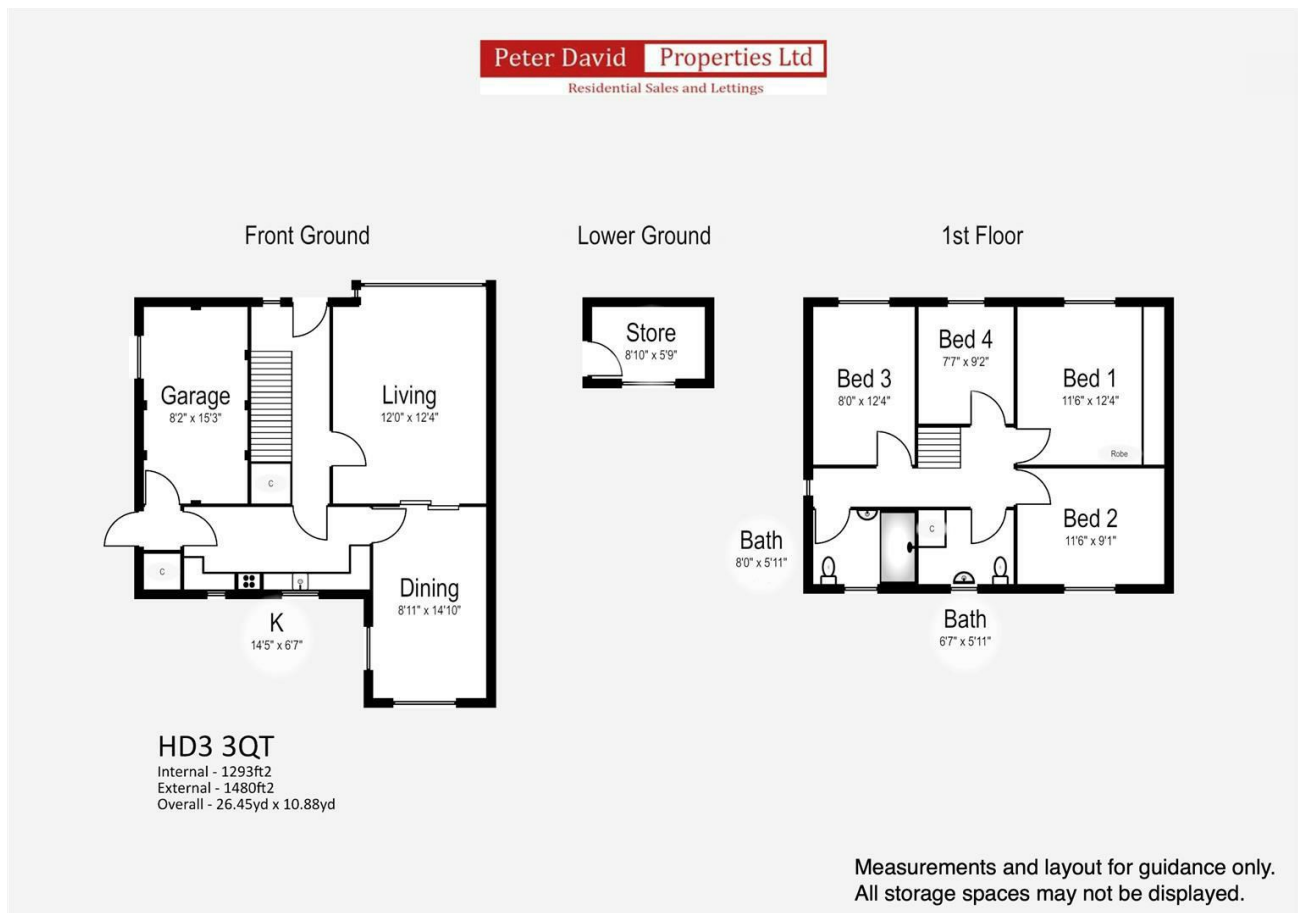 Peter David Properties Ltd
Residential Sales and Lettings
Front Ground
Lower Ground
1st Floor
Garage
8'2" x 15'3"
Living
12'0" x 12'4"
C
C
K
14'5" x 6'7"
Dining
8'11" x 14'10"
Store
8'10" x 5'9"
Bed 3
8'0" x 12'4"
Bed 4
7'7" x 9'2"
Bed 1
11'6" x 12'4"
Robe
Bed 2
11'6" x 9'1"
C
Bath
8'0" x 5'11"
Bath
6'7" x 5'11"
HD3 3QT
Internal - 1293ft2
External - 1480ft2
Overall - 26.45yd x 10.88yd
Measurements and layout for guidance only.
All storage spaces may not be displayed.